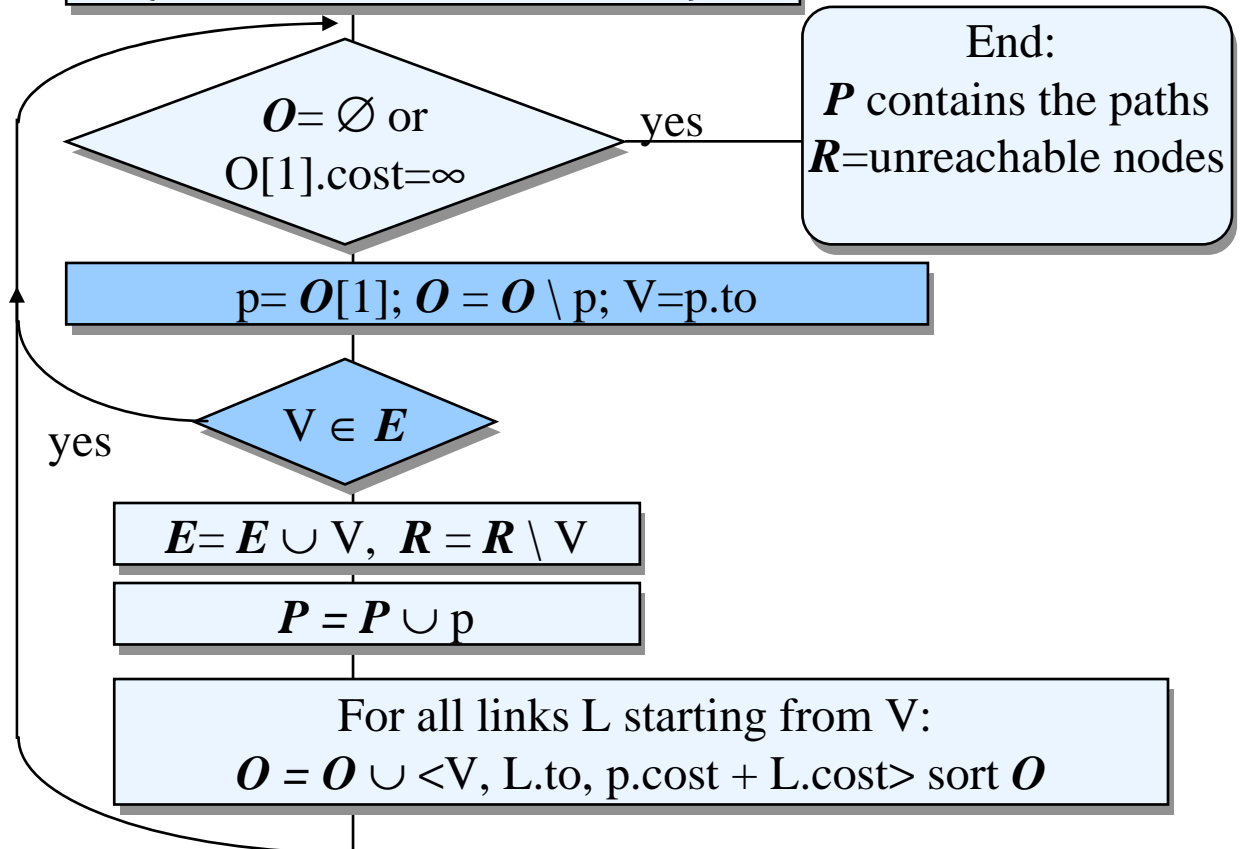 O= ∅ or
O[1].cost=∞
yes
End:
P contains the paths
R=unreachable nodes
p= O[1]; O = O \ p; V=p.to
V ∈ E
yes
E= E ∪ V, R = R \ V
P = P ∪ p
For all links L starting from V:
O = O ∪ <V, L.to, p.cost + L.cost> sort O